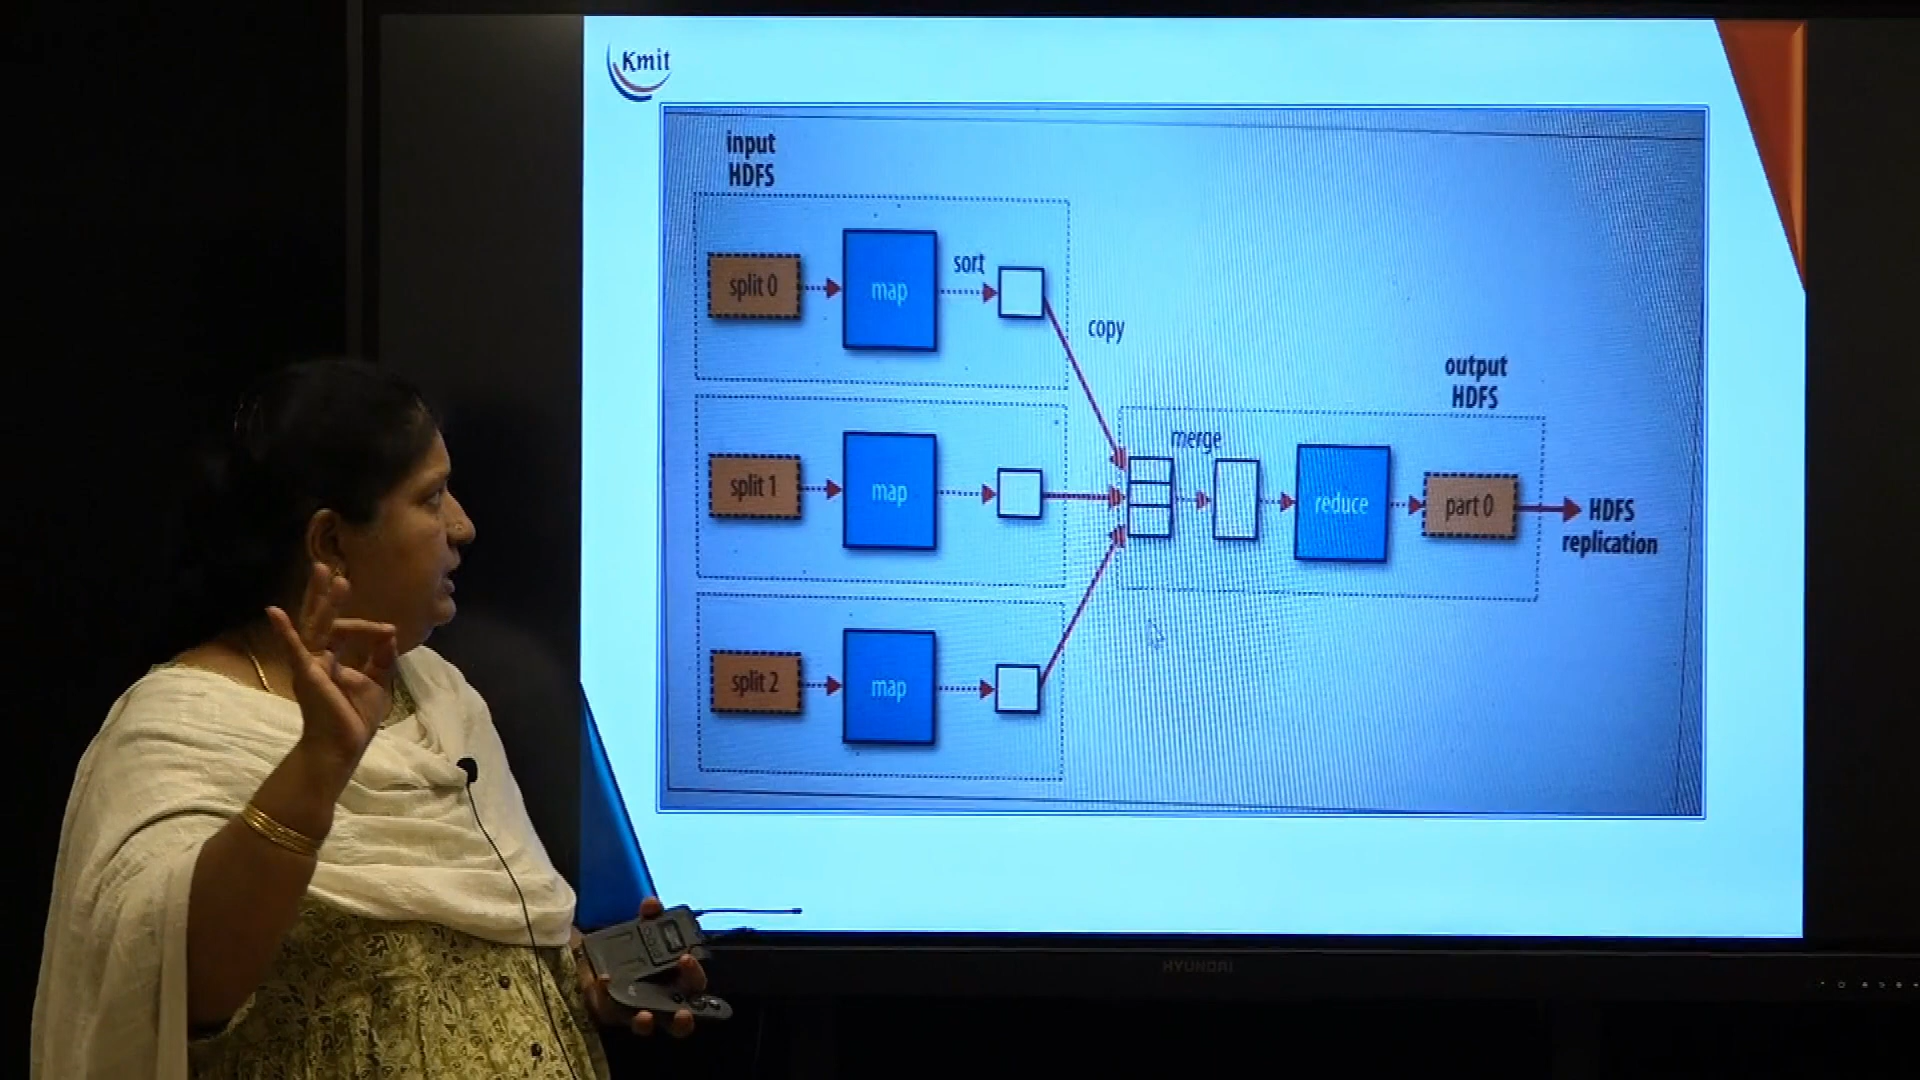 Kmit
input
HDFS
split 0
map
sort
copy
split 1
map
merge
output
HDFS
reduce
part 0
HDFS
replication
split 2
map
HYUNDAI